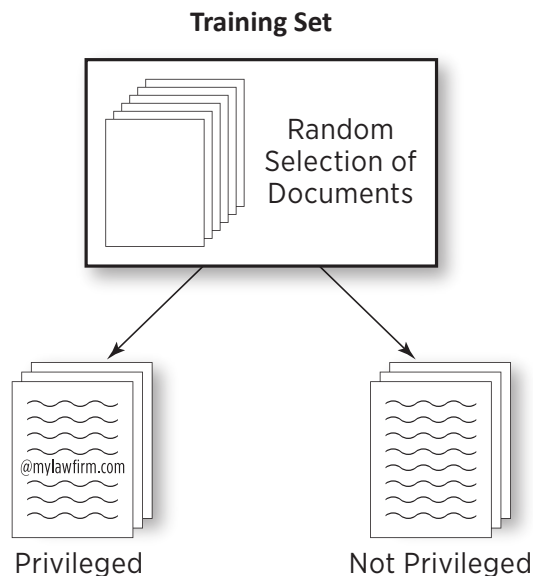 Training Set
Random
Selection of
Documents
@mylawfirm.com
Privileged
Not Privileged